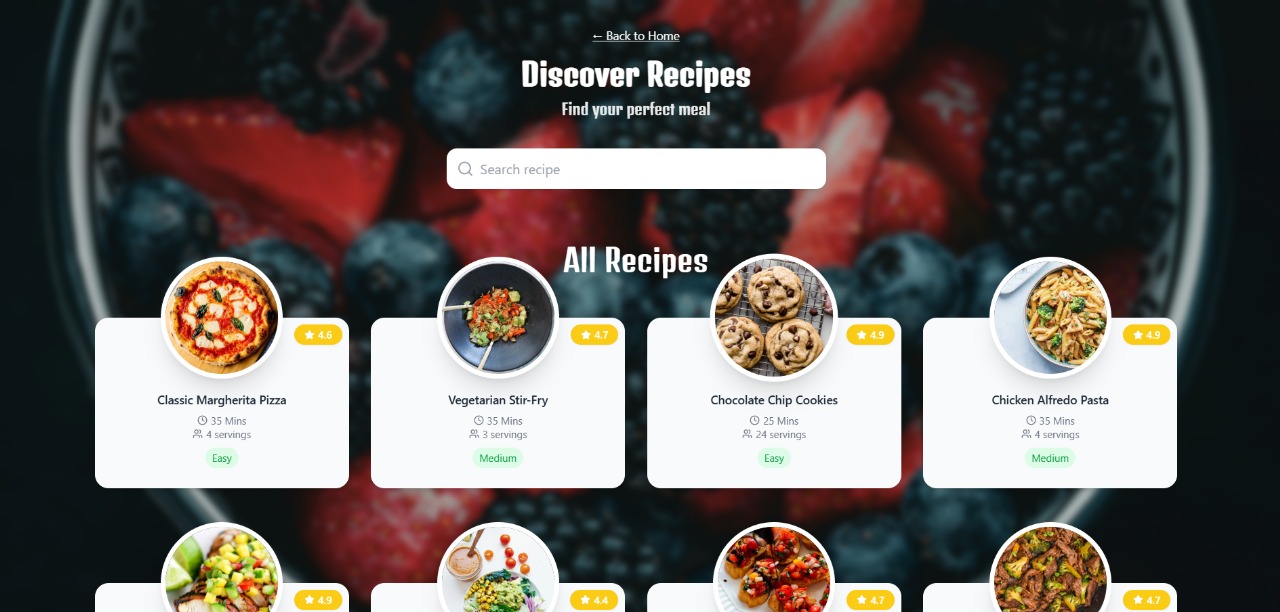 ← Back to Home
Discover Recipes
Find your perfect meal
Search recipe
All Recipes
4.6
Classic Margherita Pizza
35 Mins
4 servings
Easy
4.7
Vegetarian Stir-Fry
35 Mins
3 servings
Medium
4.9
Chocolate Chip Cookies
25 Mins
24 servings
Easy
4.9
Chicken Alfredo Pasta
35 Mins
4 servings
Medium
4.9
4.4
4.7
4.7